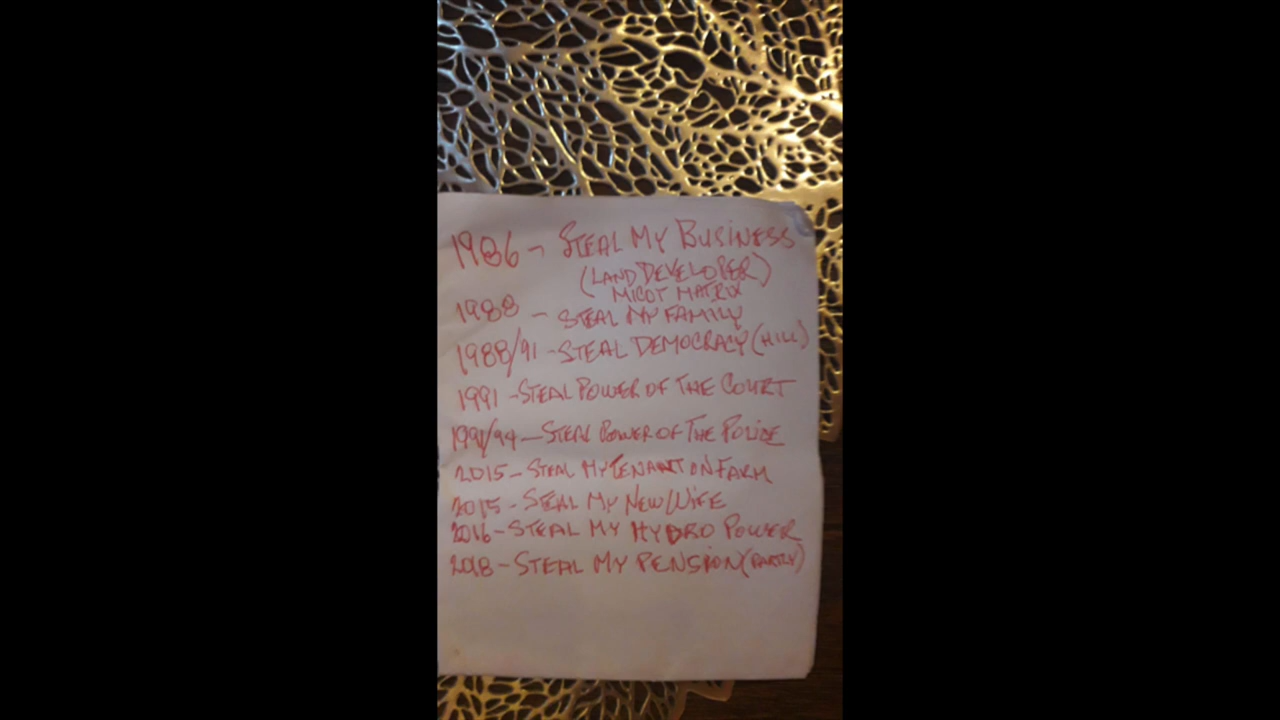 1986 - STEAL MY BUSINESS
(LAND DEVELOPER)
MICOT MATRIX
1988 - STEAL MY FAMILY
1988/91 - STEAL DEMOCRACY (HILL)
1991 - STEAL POWER OF THE COURT
1991/94 - STEAL POWER OF THE POLICE
2015 - STEAL MY TENANT ON FARM
2015 - STEAL MY NEW WIFE
2016 - STEAL MY HYDRO POWER
2018 - STEAL MY PENSION (PARTLY)